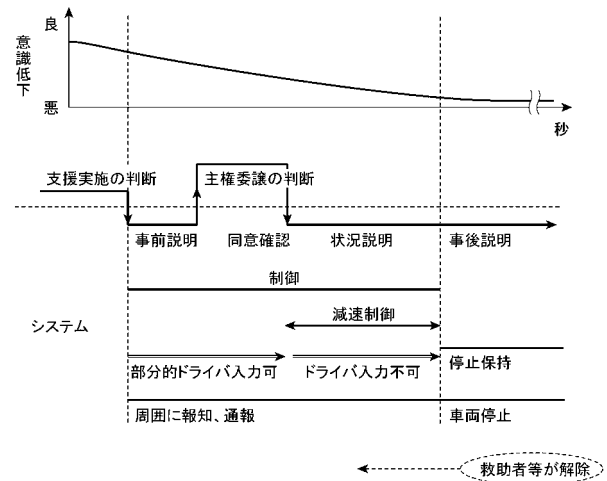 良
意識低下
悪
秒
支援実施の判断
主権委譲の判断
事前説明
同意確認
状況説明
事後説明
制御
減速制御
システム
部分的ドライバ入力可
ドライバ入力不可
停止保持
周囲に報知、通報
車両停止
救助者等が解除